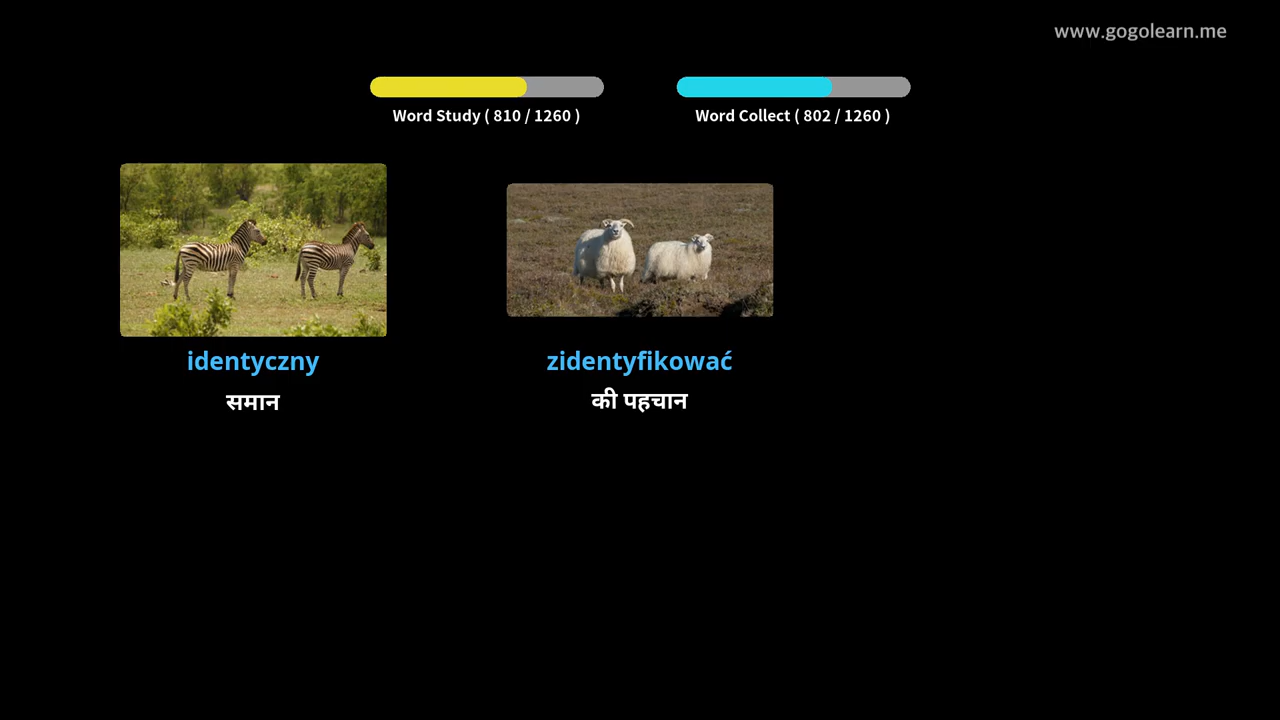 www.gogolearn.me
Word Study ( 810 / 1260 )
Word Collect ( 802 / 1260 )
identyczny
समान
zidentyfikować
की पहचान